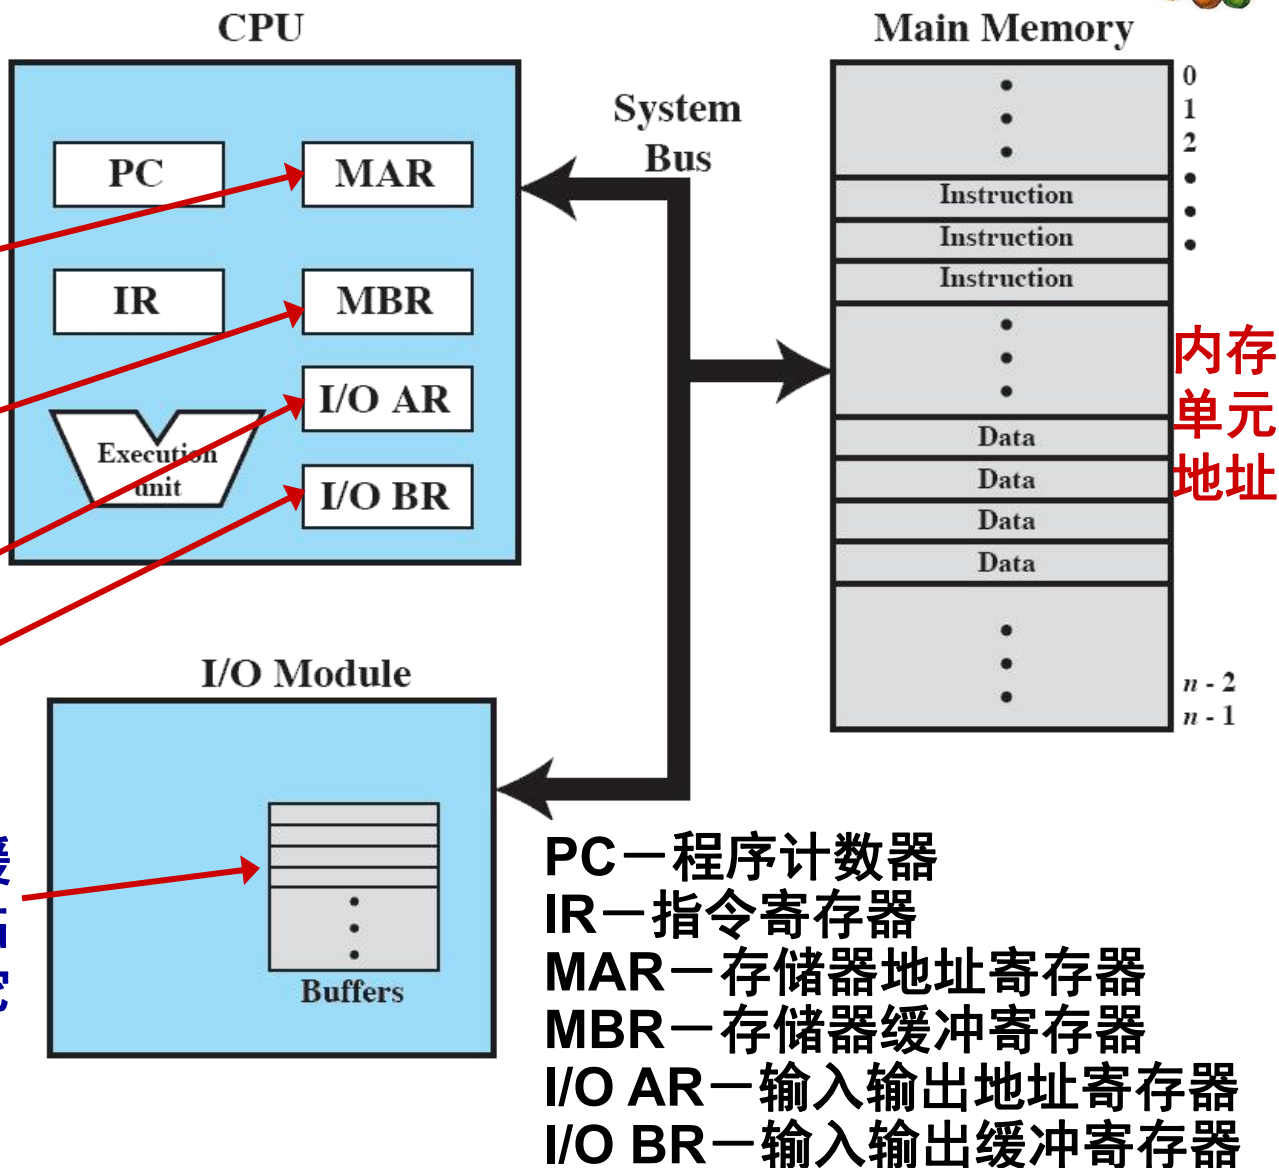 CPU
PC
MAR
IR
MBR
I/O AR
Execution
unit
I/O BR
System
Bus
Main Memory
0
1
2
Instruction
Instruction
Instruction
Data
Data
Data
Data
n - 2
n - 1
内存
单元
地址
I/O Module
Buffers
PC－程序计数器
IR－指令寄存器
MAR－存储器地址寄存器
MBR－存储器缓冲寄存器
I/O AR－输入输出地址寄存器
I/O BR－输入输出缓冲寄存器